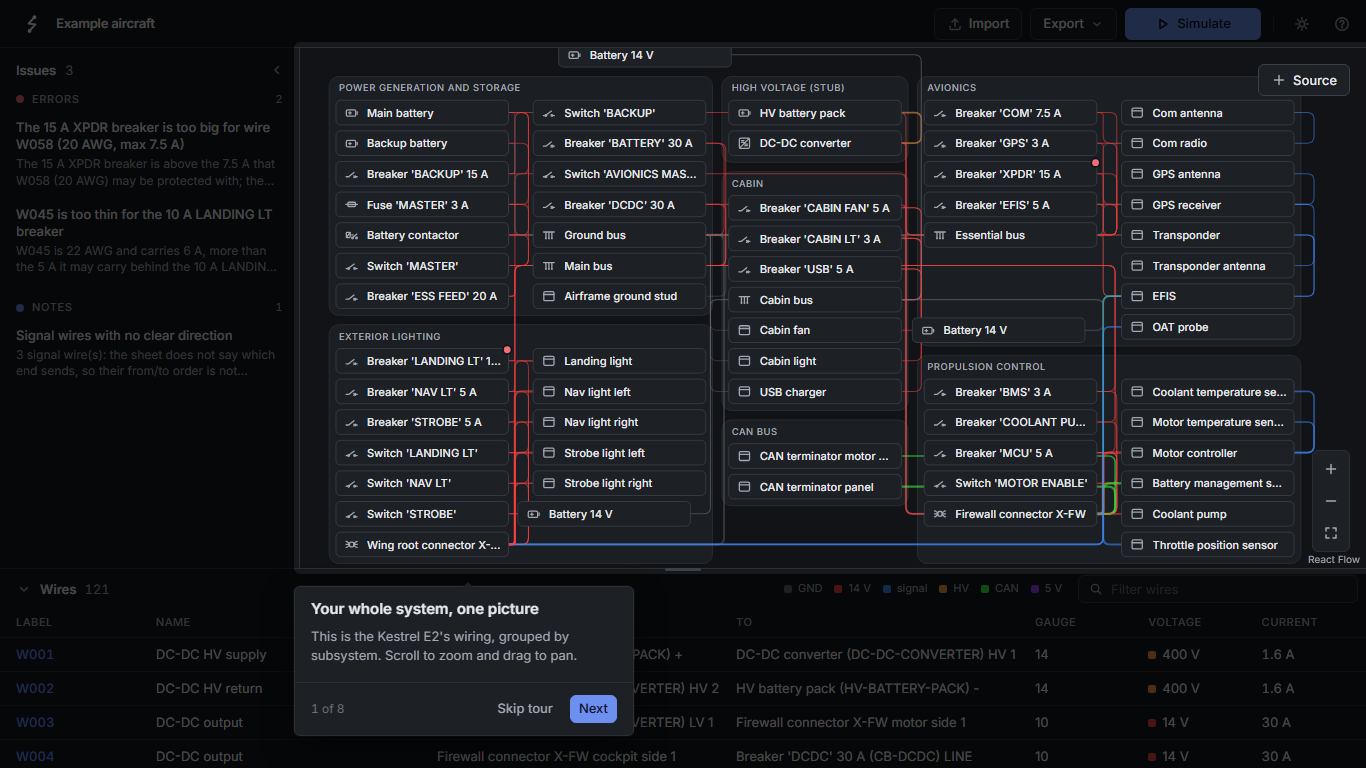 Example aircraft
Import
Export
Simulate
Issues 3
ERRORS 2
The 15 A XPDR breaker is too big for wire
W058 (20 AWG, max 7.5 A)
The 15 A XPDR breaker is above the 7.5 A that
W058 (20 AWG) may be protected with; the...
W045 is too thin for the 10 A LANDING LT
breaker
W045 is 22 AWG and carries 6 A, more than
the 5 A it may carry behind the 10 A LANDIN...
NOTES 1
Signal wires with no clear direction
3 signal wire(s): the sheet does not say which
end sends, so their from/to order is not...
Battery 14 V
Source
POWER GENERATION AND STORAGE
Main battery
Backup battery
Breaker 'BACKUP' 15 A
Fuse 'MASTER' 3 A
Battery contactor
Switch 'MASTER'
Breaker 'ESS FEED' 20 A
Switch 'BACKUP'
Breaker 'BATTERY' 30 A
Switch 'AVIONICS MAS...
Breaker 'DCDC' 30 A
Ground bus
Main bus
Airframe ground stud
EXTERIOR LIGHTING
Breaker 'LANDING LT' 1...
Breaker 'NAV LT' 5 A
Breaker 'STROBE' 5 A
Switch 'LANDING LT'
Switch 'NAV LT'
Switch 'STROBE'
Wing root connector X-...
Landing light
Nav light left
Nav light right
Strobe light left
Strobe light right
Battery 14 V
HIGH VOLTAGE (STUB)
HV battery pack
DC-DC converter
CABIN
Breaker 'CABIN FAN' 5 A
Breaker 'CABIN LT' 3 A
Breaker 'USB' 5 A
Cabin bus
Cabin fan
Cabin light
USB charger
CAN BUS
CAN terminator motor ...
CAN terminator panel
AVIONICS
Breaker 'COM' 7.5 A
Breaker 'GPS' 3 A
Breaker 'XPDR' 15 A
Breaker 'EFIS' 5 A
Essential bus
Com antenna
Com radio
GPS antenna
GPS receiver
Transponder
Transponder antenna
EFIS
OAT probe
Battery 14 V
PROPULSION CONTROL
Breaker 'BMS' 3 A
Breaker 'COOLANT PU...
Breaker 'MCU' 5 A
Switch 'MOTOR ENABLE'
Firewall connector X-FW
Coolant temperature se...
Motor temperature sen...
Motor controller
Battery management s...
Coolant pump
Throttle position sensor
React Flow
Wires 121
GND 14 V signal HV CAN 5 V
Filter wires
LABEL NAME TO GAUGE VOLTAGE CURRENT
W001 DC-DC HV supply PACK) + DC-DC converter (DC-DC-CONVERTER) HV 1 14 400 V 1.6 A
W002 DC-DC HV return VERTER) HV 2 HV battery pack (HV-BATTERY-PACK) - 14 400 V 1.6 A
W003 DC-DC output VERTER) LV 1 Firewall connector X-FW motor side 1 10 14 V 30 A
W004 DC-DC output Firewall connector X-FW cockpit side 1 Breaker 'DCDC' 30 A (CB-DCDC) LINE 10 14 V 30 A
Your whole system, one picture
This is the Kestrel E2's wiring, grouped by
subsystem. Scroll to zoom and drag to pan.
1 of 8
Skip tour
Next